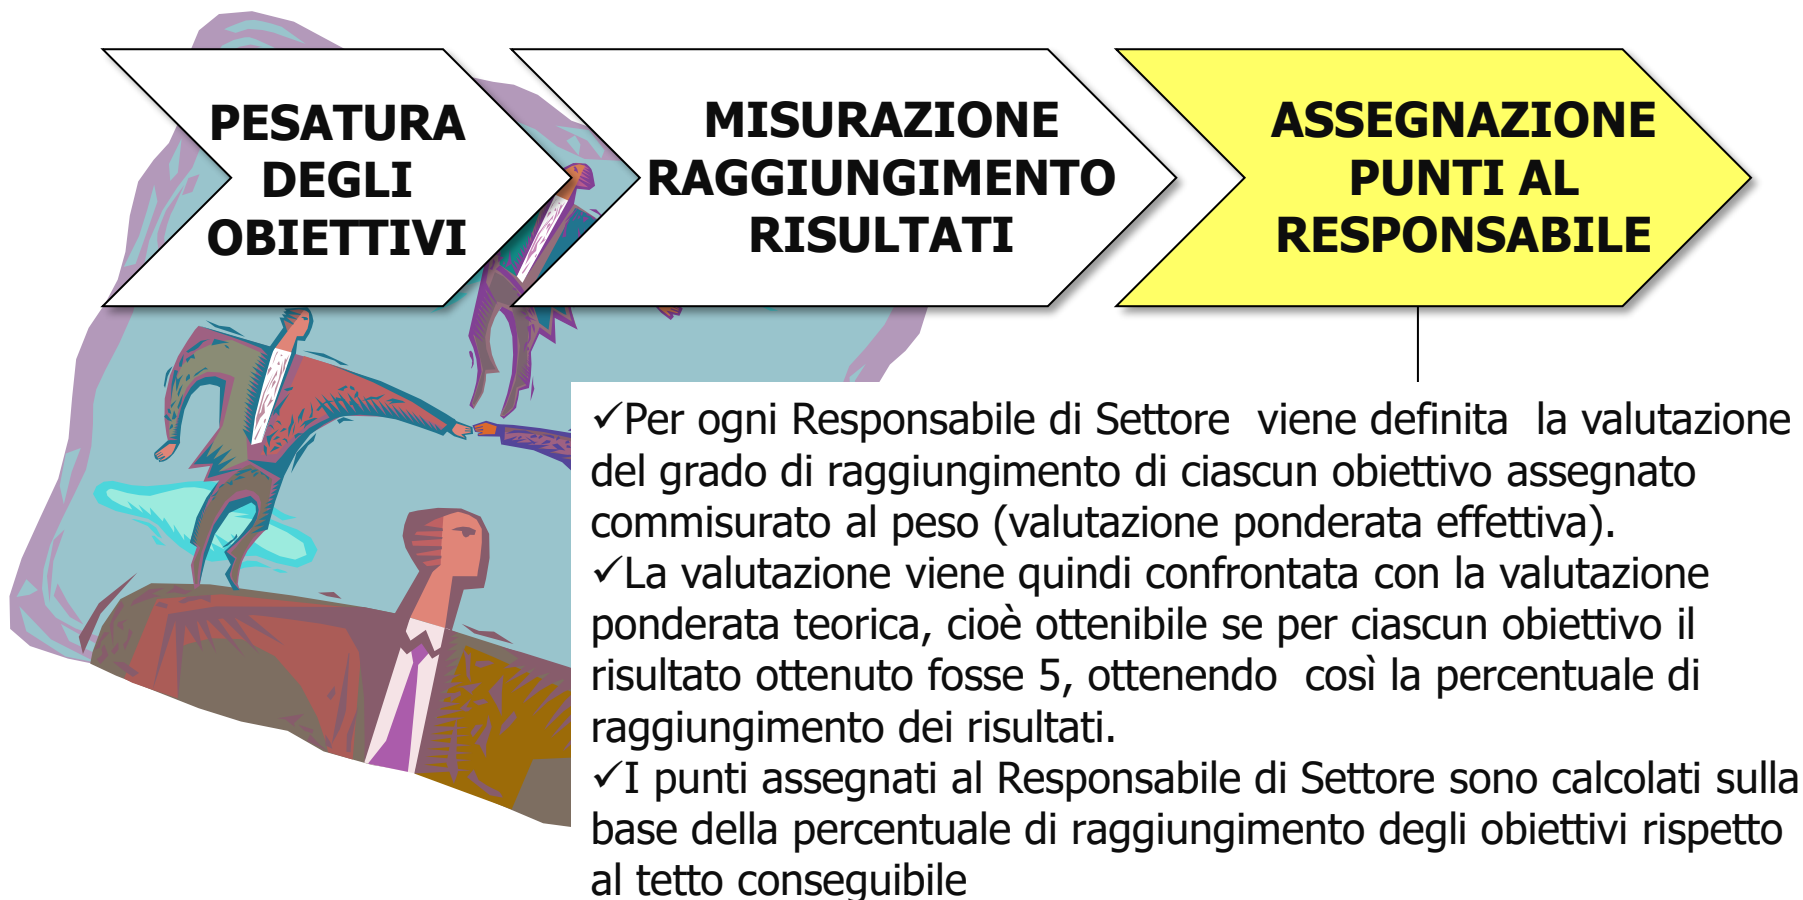 PESATURA
DEGLI
OBIETTIVI
MISURAZIONE
RAGGIUNGIMENTO
RISULTATI
ASSEGNAZIONE
PUNTI AL
RESPONSABILE
✓Per ogni Responsabile di Settore  viene definita  la valutazione
del grado di raggiungimento di ciascun obiettivo assegnato
commisurato al peso (valutazione ponderata effettiva).
✓La valutazione viene quindi confrontata con la valutazione
ponderata teorica, cioè ottenibile se per ciascun obiettivo il
risultato ottenuto fosse 5, ottenendo  così la percentuale di
raggiungimento dei risultati.
✓I punti assegnati al Responsabile di Settore sono calcolati sulla
base della percentuale di raggiungimento degli obiettivi rispetto
al tetto conseguibile